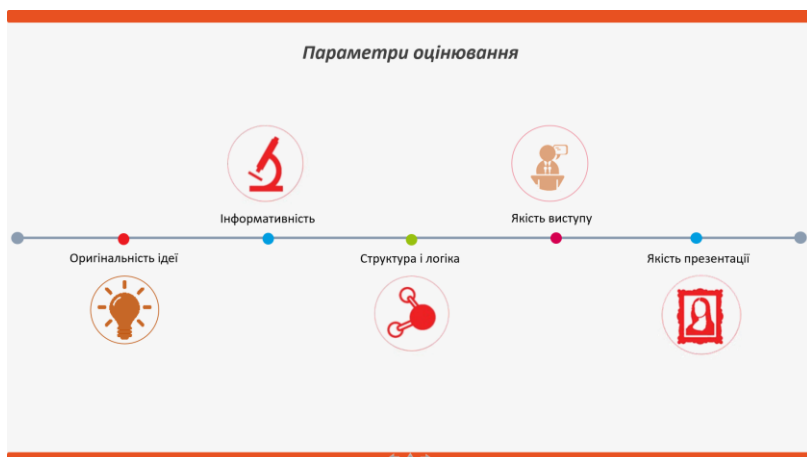 Параметри оцінювання
Інформативність
Якість виступу
Оригінальність ідеї
Структура і логіка
Якість презентації